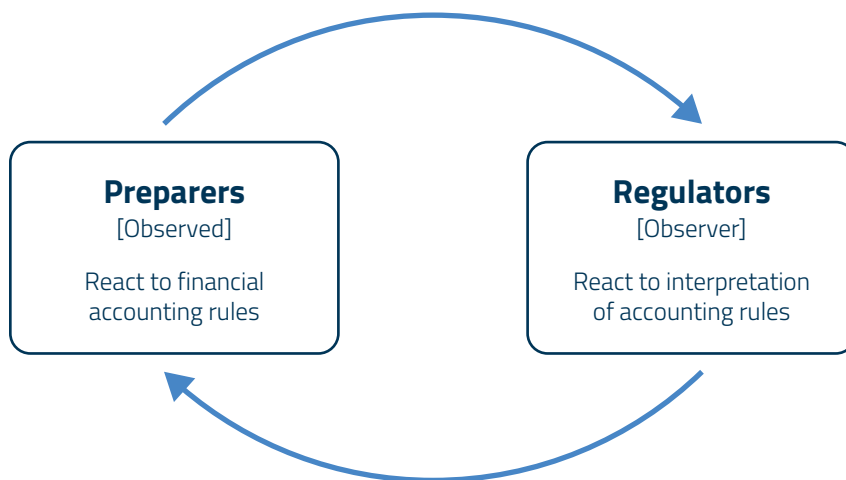 Preparers
[Observed]
React to financial
accounting rules
Regulators
[Observer]
React to interpretation
of accounting rules